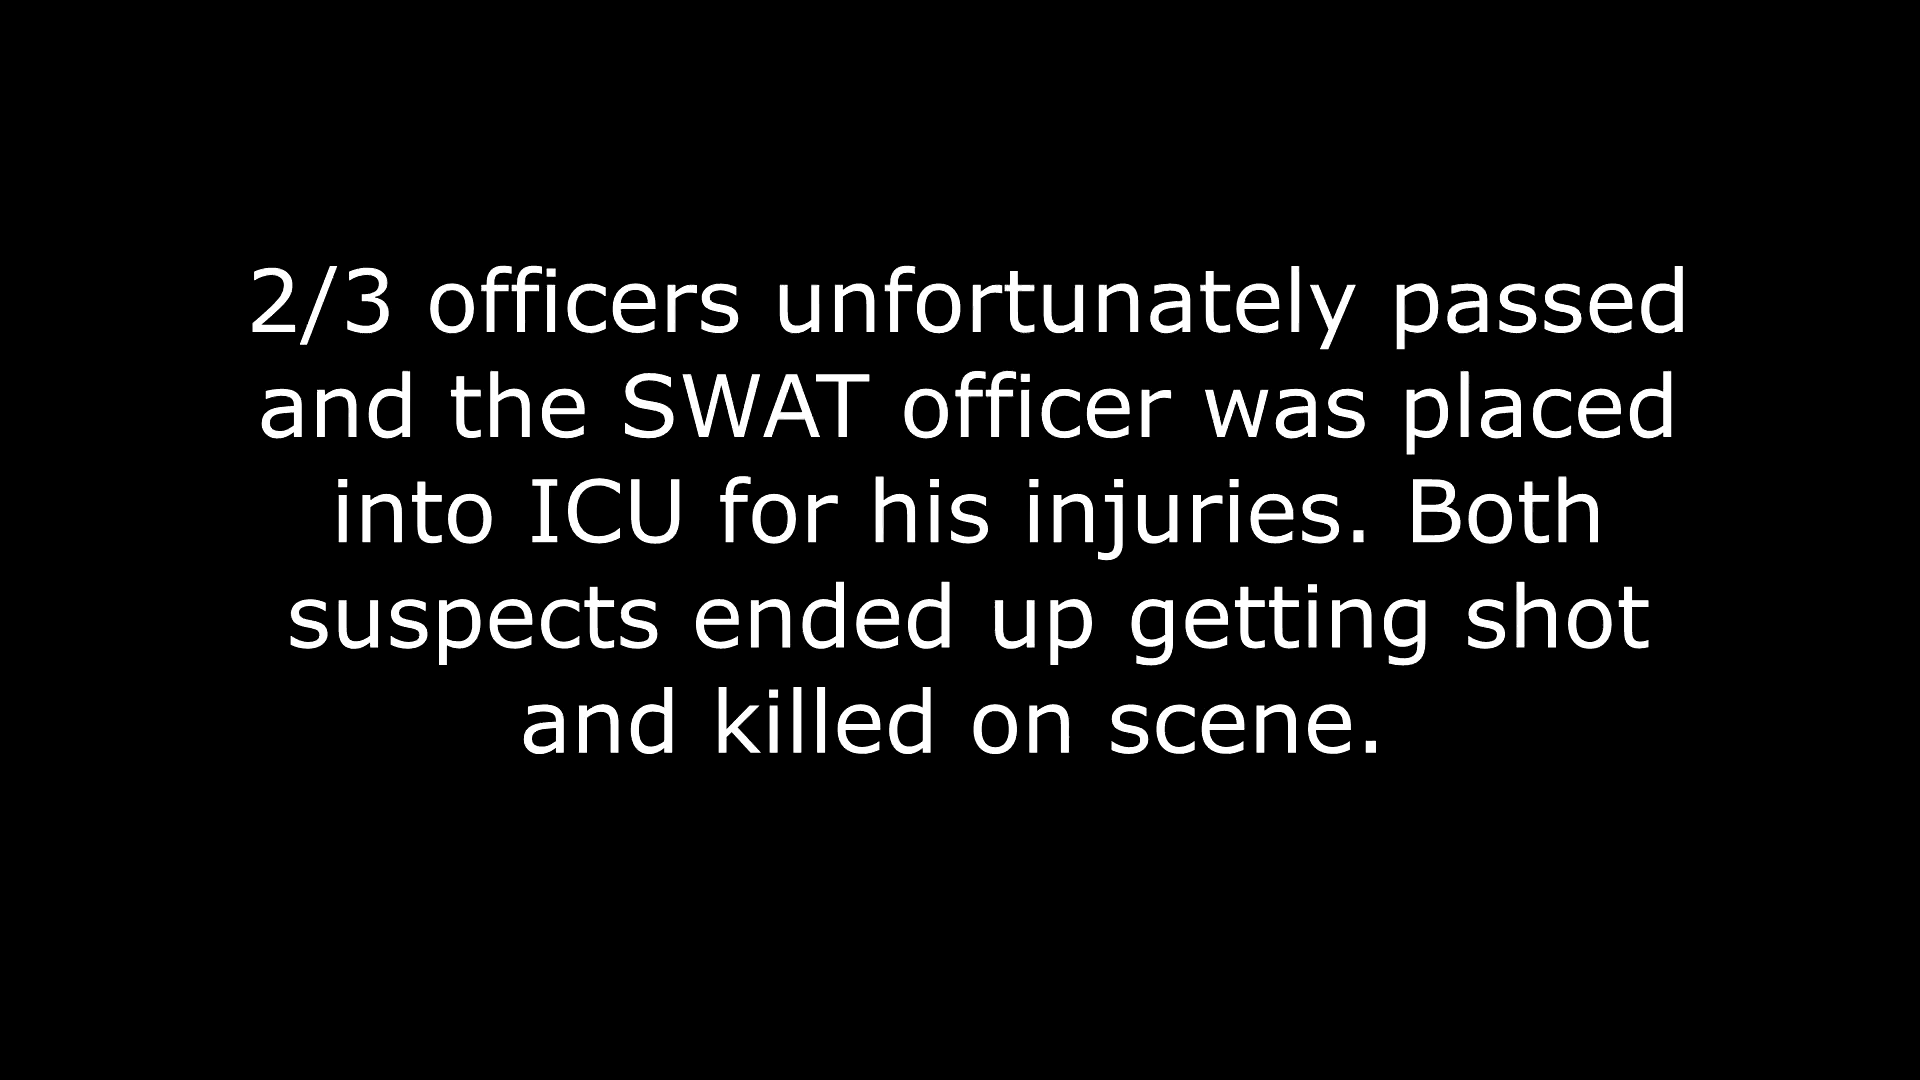 2/3 officers unfortunately passed
and the SWAT officer was placed
into ICU for his injuries. Both
suspects ended up getting shot
and killed on scene.